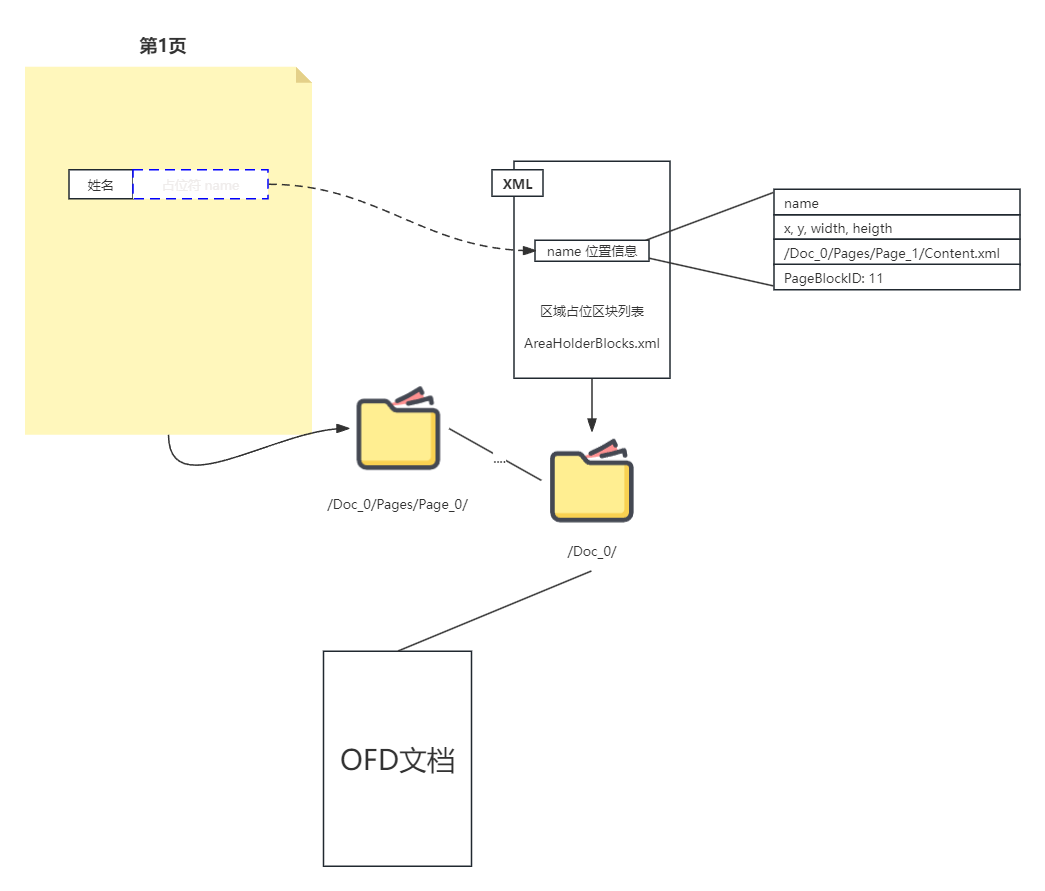 第1页
姓名
占位符 name
XML
name 位置信息
区域占位区块列表
AreaHolderBlocks.xml
name
x, y, width, heigth
/Doc_0/Pages/Page_1/Content.xml
PageBlockID: 11
....
/Doc_0/Pages/Page_0/
/Doc_0/
OFD文档